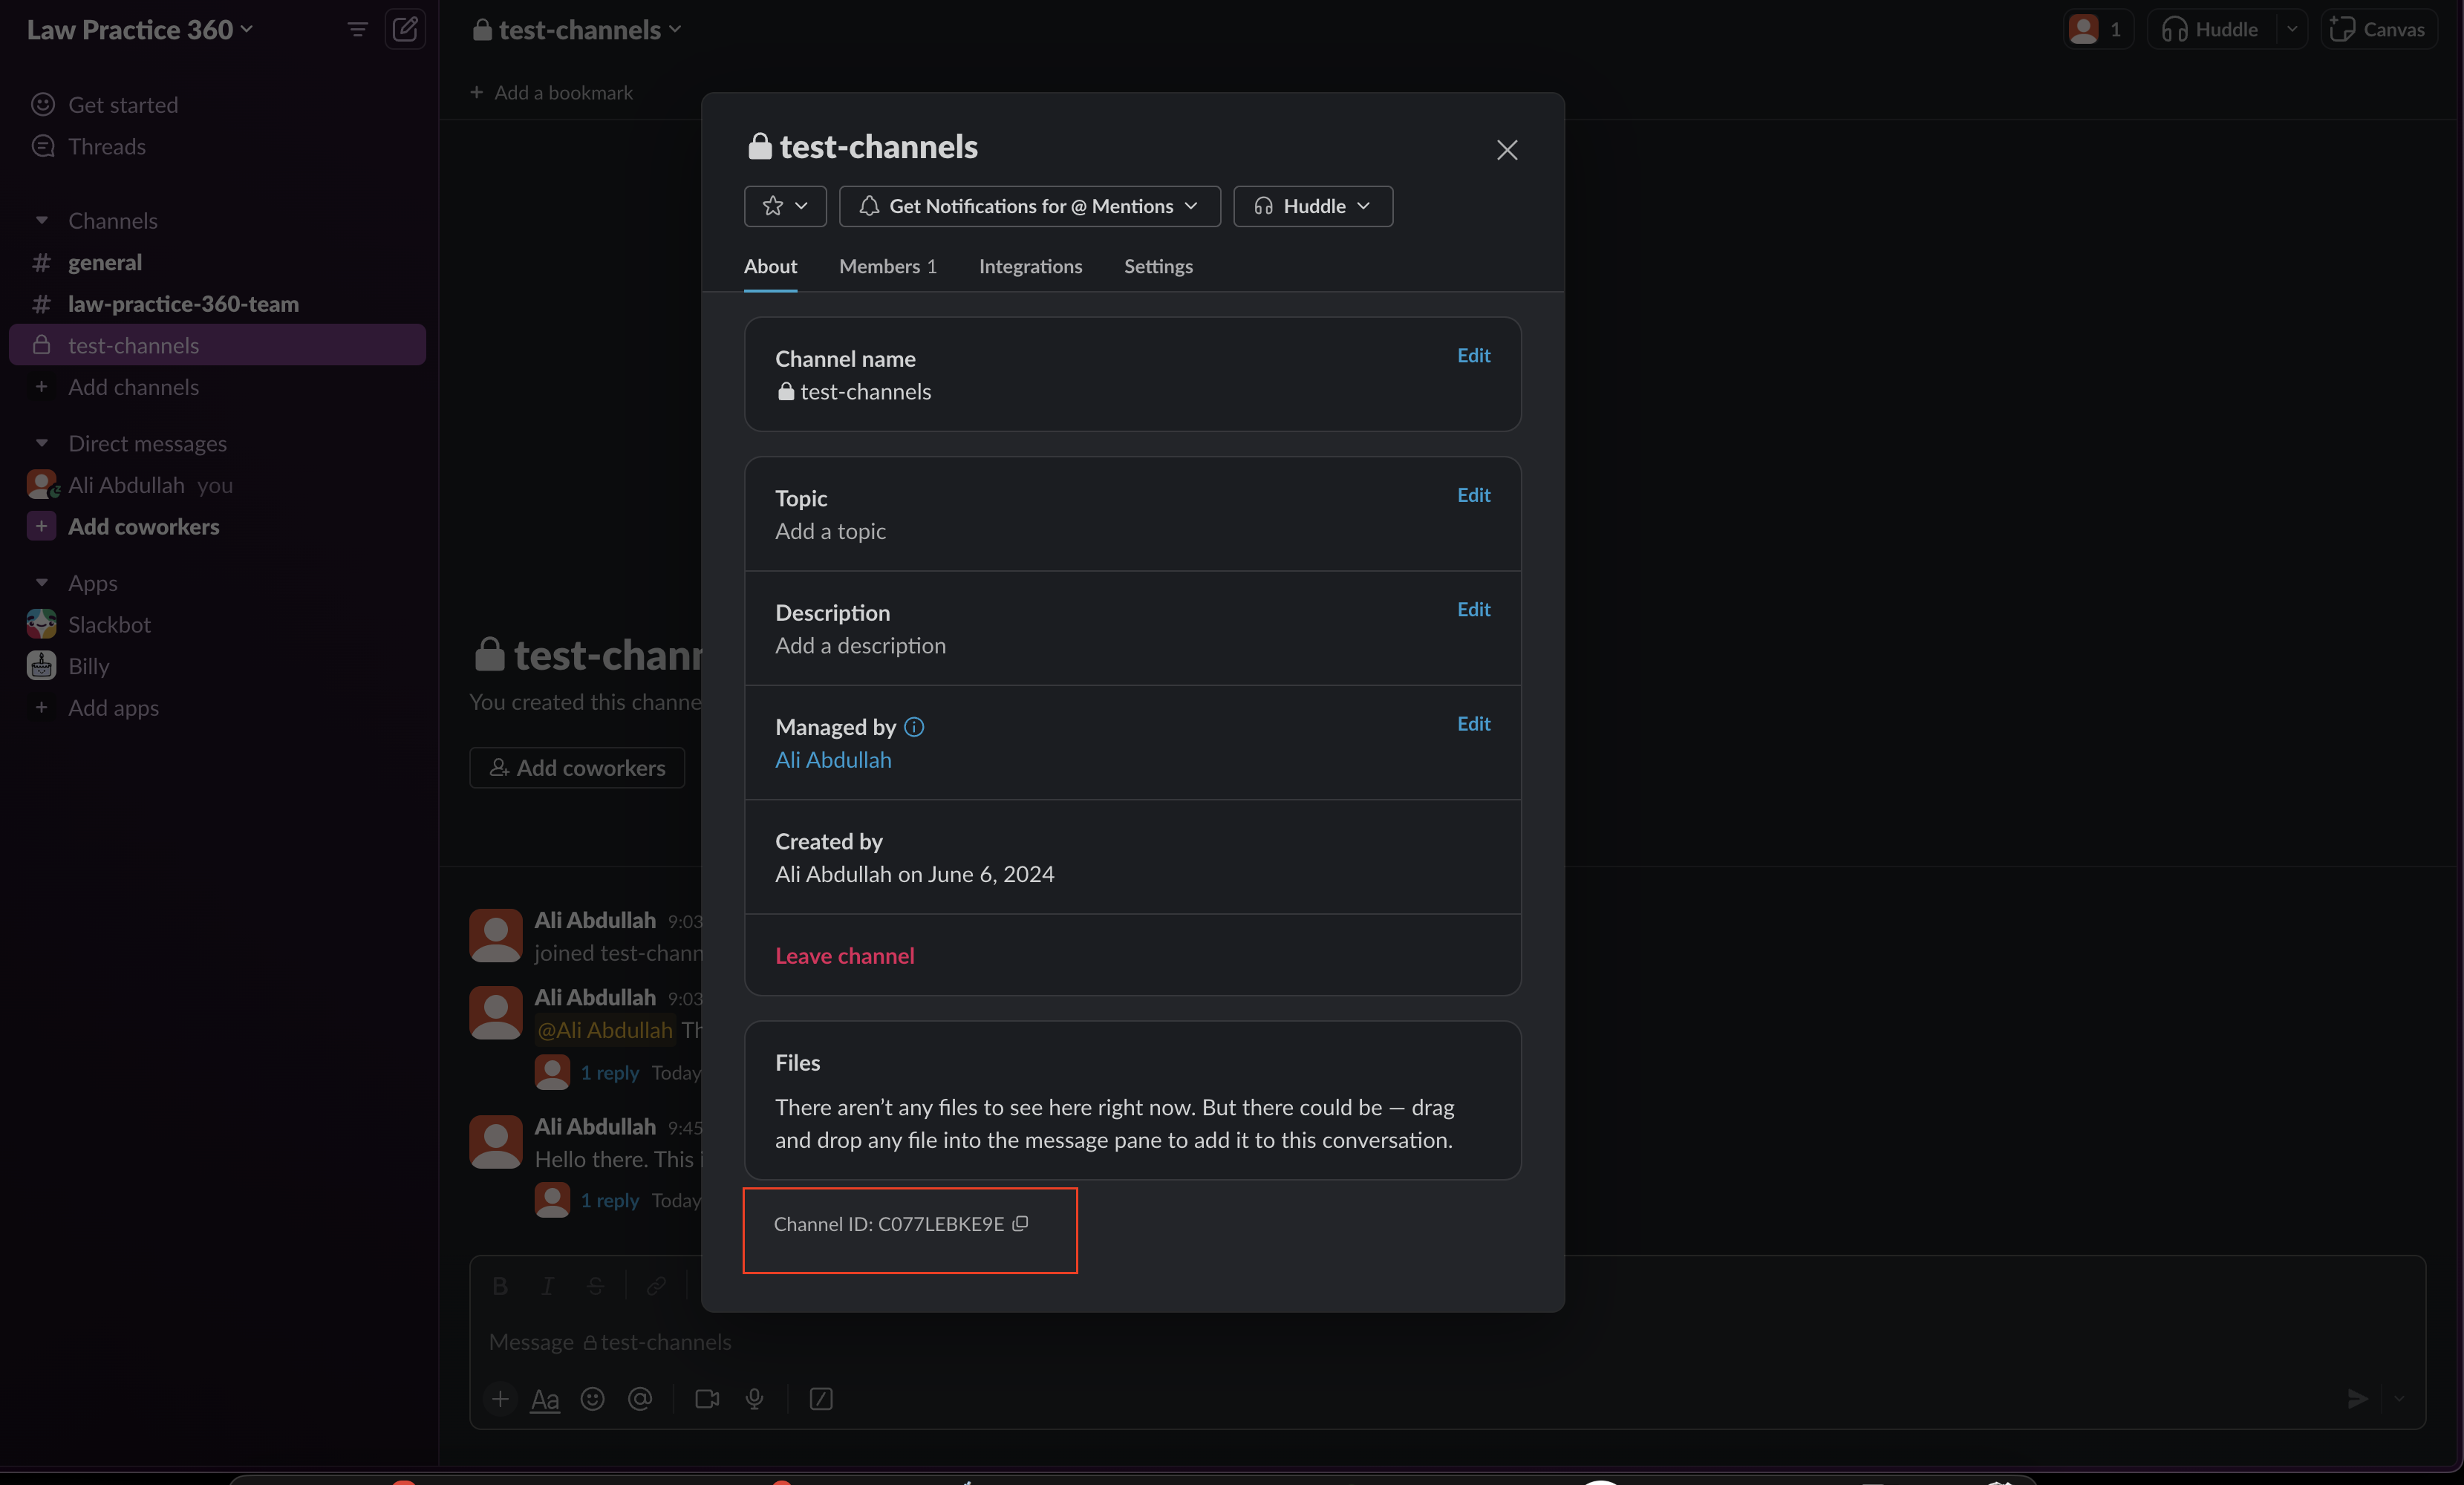 Law Practice 360
Get started
Threads
Channels
# general
# law-practice-360-team
test-channels
+ Add channels
Direct messages
Ali Abdullah you
+ Add coworkers
Apps
Slackbot
Billy
+ Add apps
test-channels
1
Huddle
Canvas
+ Add a bookmark
test-chann
You created this channe
Add coworkers
Ali Abdullah 9:03
joined test-chann
Ali Abdullah 9:03
@Ali Abdullah Th
1 reply Today
Ali Abdullah 9:45
Hello there. This i
1 reply Today
B I S
Message test-channels
+ Aa @
test-channels
Get Notifications for @ Mentions
Huddle
About Members 1 Integrations Settings
Channel name Edit
test-channels
Topic Edit
Add a topic
Description Edit
Add a description
Managed by Edit
Ali Abdullah
Created by
Ali Abdullah on June 6, 2024
Leave channel
Files
There aren’t any files to see here right now. But there could be — drag
and drop any file into the message pane to add it to this conversation.
Channel ID: C077LEBKE9E